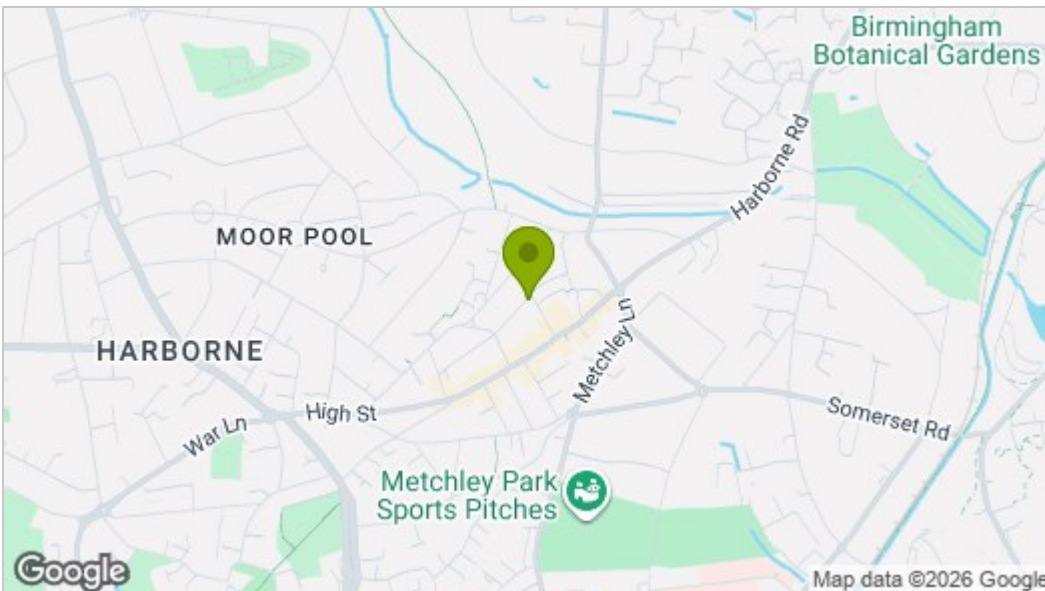 Birmingham
Botanical Gardens
Harborne Rd
MOOR POOL
HARBORNE
Metchley Ln
High St
War Ln
Somerset Rd
Metchley Park
Sports Pitches
Google
Map data ©2026 Google